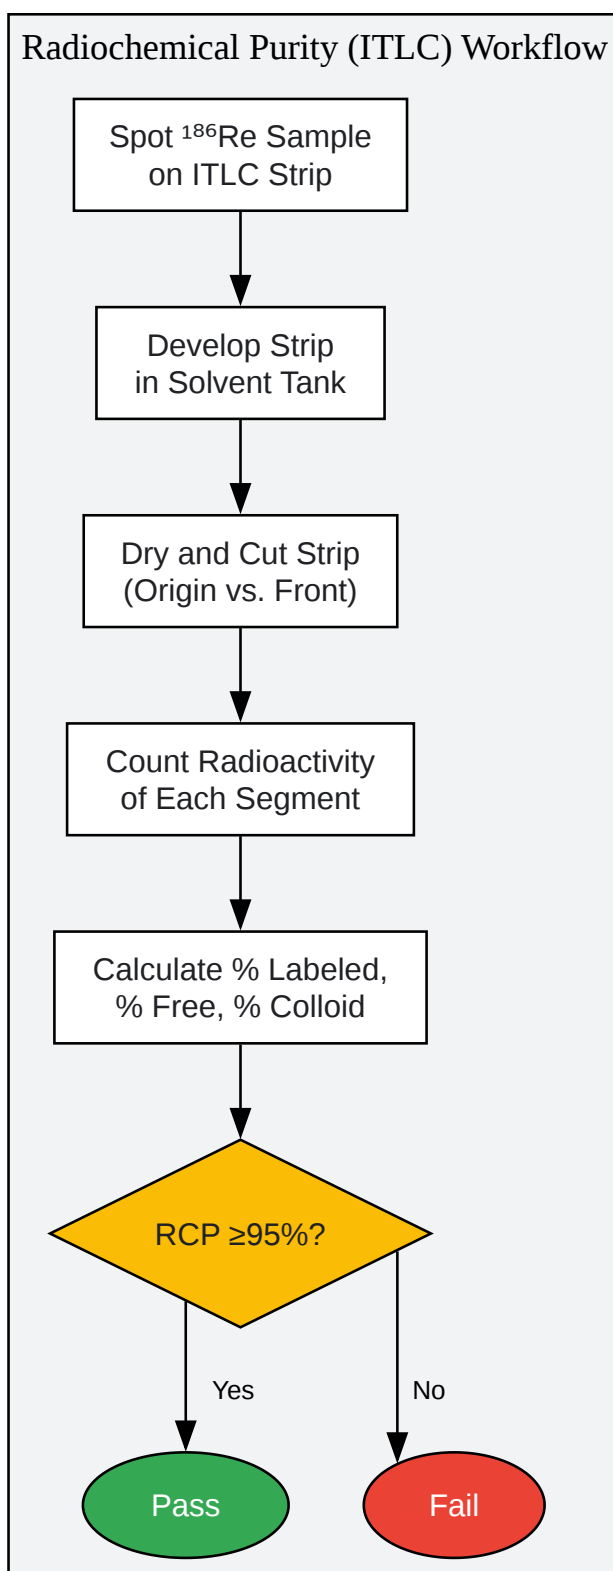 Radiochemical Purity (ITLC) Workflow
Spot ¹⁸⁶Re Sample
on ITLC Strip
Develop Strip
in Solvent Tank
Dry and Cut Strip
(Origin vs. Front)
Count Radioactivity
of Each Segment
Calculate % Labeled,
% Free, % Colloid
RCP ≥95%?
Yes
No
Pass
Fail